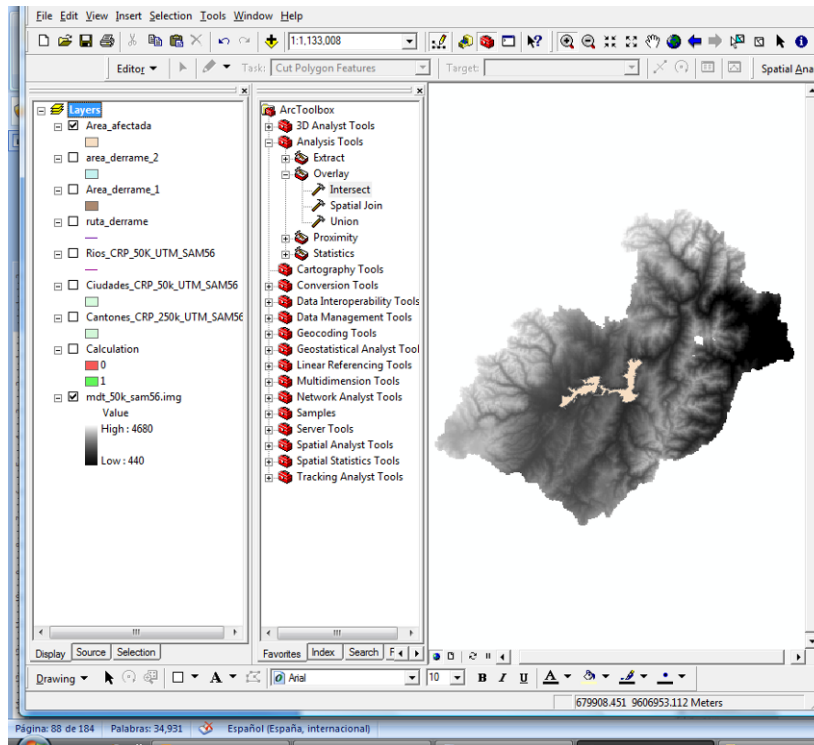 File Edit View Insert Selection Tools Window Help
1:1,133,008
Editor Task: Cut Polygon Features Target: Spatial Ana
Layers
Area_afectada
area_derrame_2
Area_derrame_1
ruta_derrame
Rios_CRP_50K_UTM_SAM56
Ciudades_CRP_50k_UTM_SAM56
Cantones_CRP_250k_UTM_SAM56
Calculation
0
1
mdt_50k_sam56.img
Value
High : 4680
Low : 440
Display Source Selection
ArcToolbox
3D Analyst Tools
Analysis Tools
Extract
Overlay
Intersect
Spatial Join
Union
Proximity
Statistics
Cartography Tools
Conversion Tools
Data Interoperability Tools
Data Management Tools
Geocoding Tools
Geostatistical Analyst Tool
Linear Referencing Tools
Multidimension Tools
Network Analyst Tools
Samples
Server Tools
Spatial Analyst Tools
Spatial Statistics Tools
Tracking Analyst Tools
Favorites Index Search F
Drawing A Arial 10 B I U A
679908.451 9606953.112 Meters
Página: 88 de 184 Palabras: 34,931 Español (España, internacional)